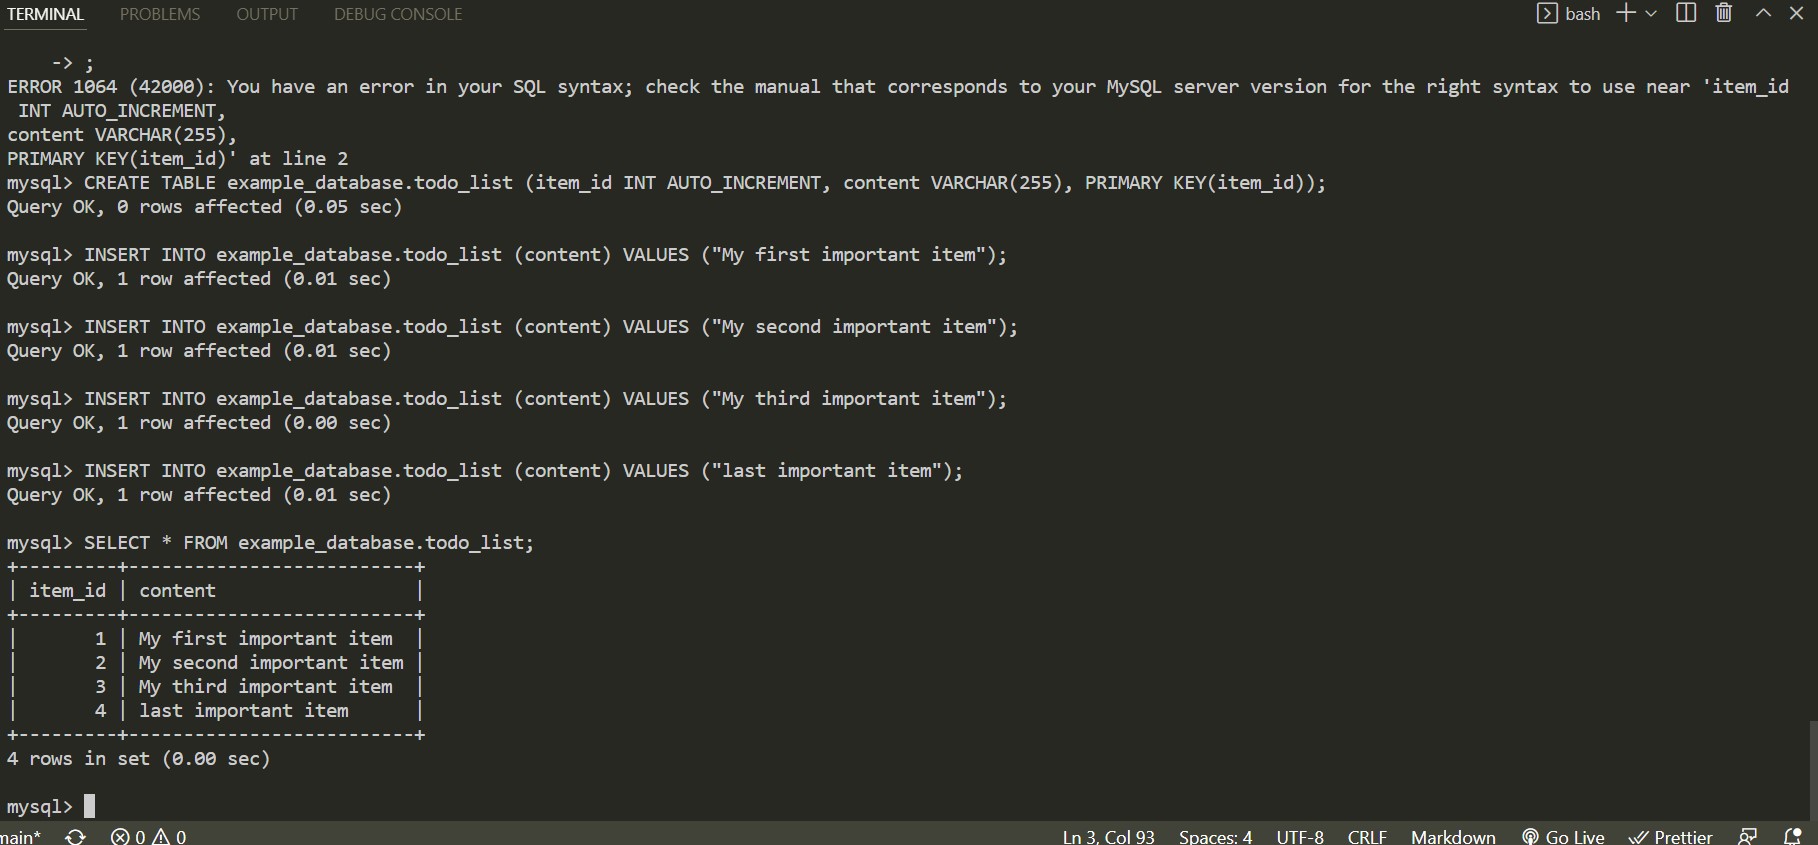 TERMINAL PROBLEMS OUTPUT DEBUG CONSOLE bash
-> ;
ERROR 1064 (42000): You have an error in your SQL syntax; check the manual that corresponds to your MySQL server version for the right syntax to use near 'item_id
INT AUTO_INCREMENT,
content VARCHAR(255),
PRIMARY KEY(item_id)' at line 2
mysql> CREATE TABLE example_database.todo_list (item_id INT AUTO_INCREMENT, content VARCHAR(255), PRIMARY KEY(item_id));
Query OK, 0 rows affected (0.05 sec)
mysql> INSERT INTO example_database.todo_list (content) VALUES ("My first important item");
Query OK, 1 row affected (0.01 sec)
mysql> INSERT INTO example_database.todo_list (content) VALUES ("My second important item");
Query OK, 1 row affected (0.01 sec)
mysql> INSERT INTO example_database.todo_list (content) VALUES ("My third important item");
Query OK, 1 row affected (0.00 sec)
mysql> INSERT INTO example_database.todo_list (content) VALUES ("last important item");
Query OK, 1 row affected (0.01 sec)
mysql> SELECT * FROM example_database.todo_list;
+---------+--------------------------+
| item_id | content                  |
+---------+--------------------------+
|       1 | My first important item  |
|       2 | My second important item |
|       3 | My third important item  |
|       4 | last important item      |
+---------+--------------------------+
4 rows in set (0.00 sec)
mysql>
main* 0 0 Ln 3, Col 93 Spaces: 4 UTF-8 CRLF Markdown Go Live Prettier